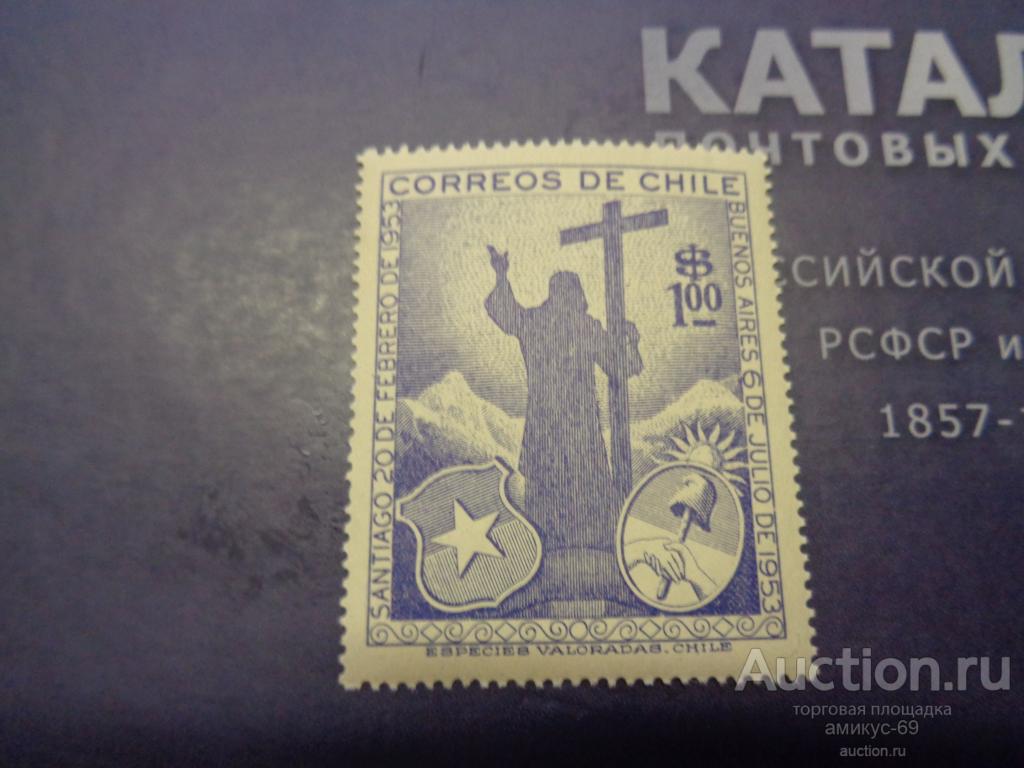 КАТАЛ
ПОЧТОВЫХ
ССИЙСКОЙ
РСФСР и
1857-
CORREOS DE CHILE
SANTIAGO 20 DE FEBRERO DE 1953
BUENOS AIRES 6 DE JULIO DE 1953
$
1.00
ESPECIES VALORADAS. CHILE
Auction.ru
торговая площадка
амикус-69
auction.ru